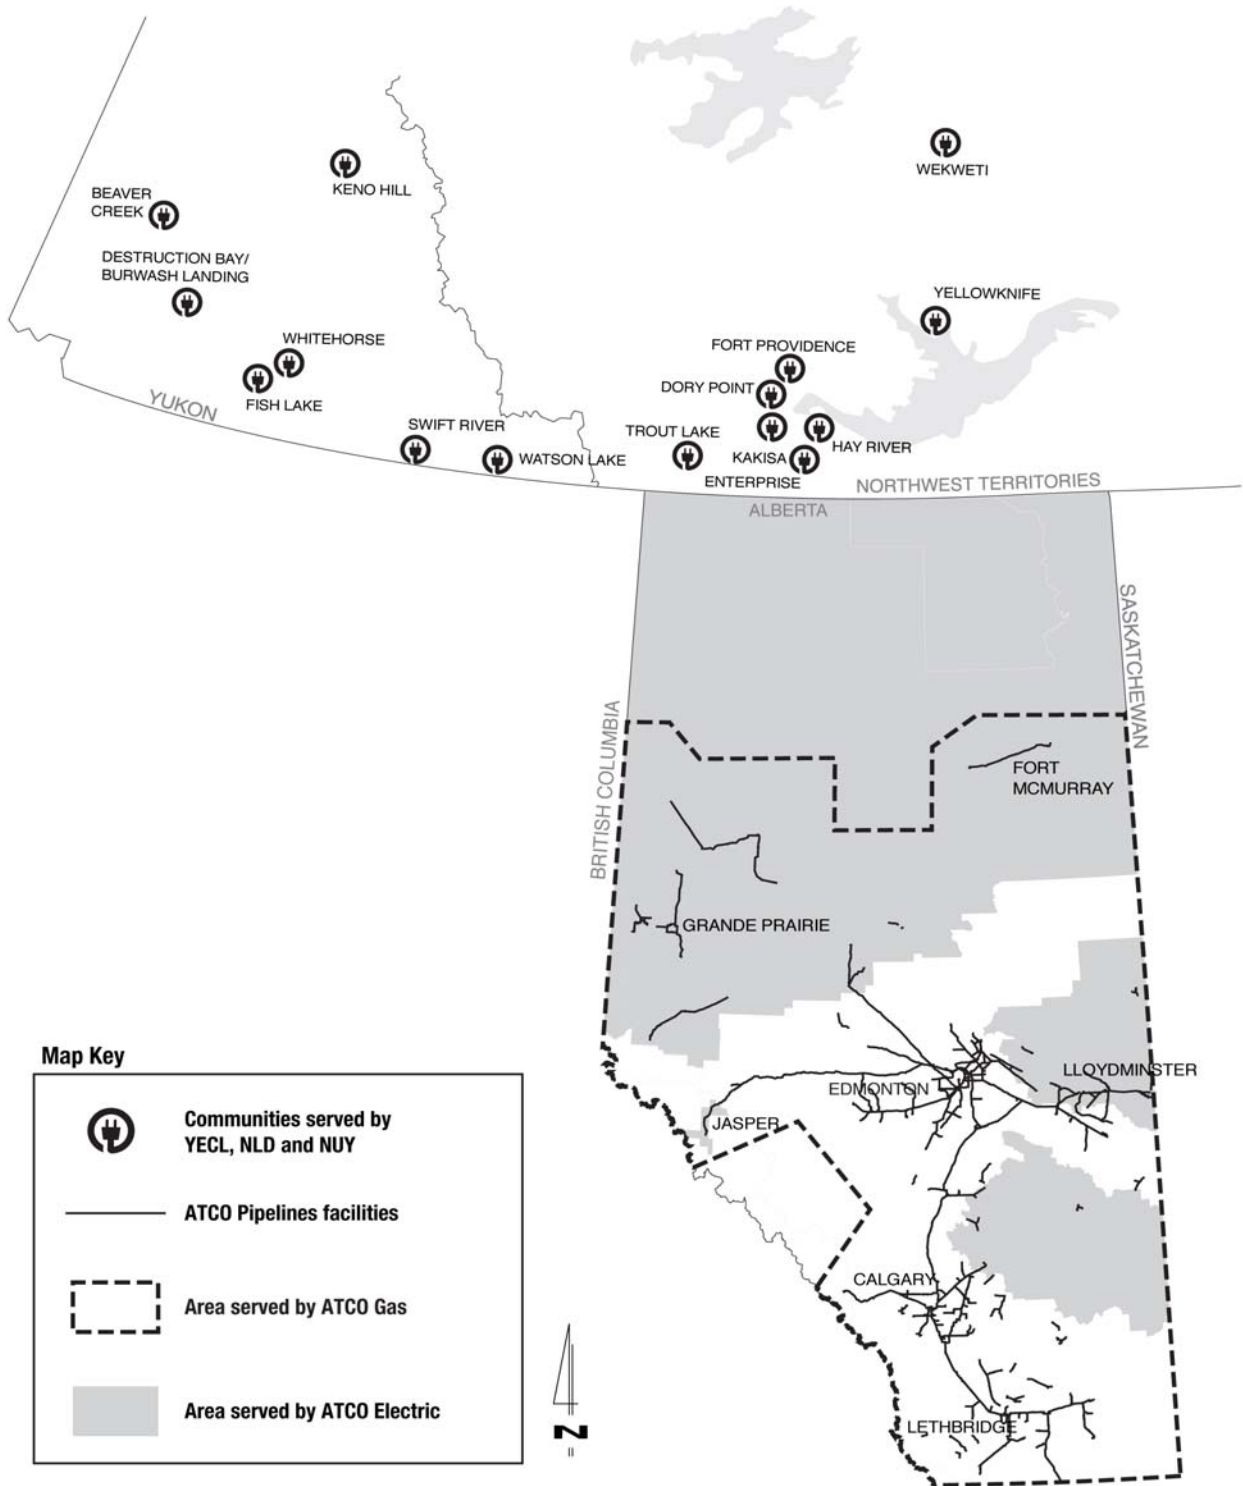 WEKWETI
KENO HILL
BEAVER
CREEK
DESTRUCTION BAY/
BURWASH LANDING
YELLOWKNIFE
WHITEHORSE
FORT PROVIDENCE
DORY POINT
FISH LAKE
YUKON
SWIFT RIVER
TROUT LAKE
HAY RIVER
WATSON LAKE
KAKISA
ENTERPRISE
NORTHWEST TERRITORIES
ALBERTA
SASKATCHEWAN
BRITISH COLUMBIA
FORT
MCMURRAY
GRANDE PRAIRIE
LLOYDMINSTER
EDMONTON
JASPER
CALGARY
LETHBRIDGE
Map Key
Communities served by
YECL, NLD and NUY
ATCO Pipelines facilities
Area served by ATCO Gas
Area served by ATCO Electric
N